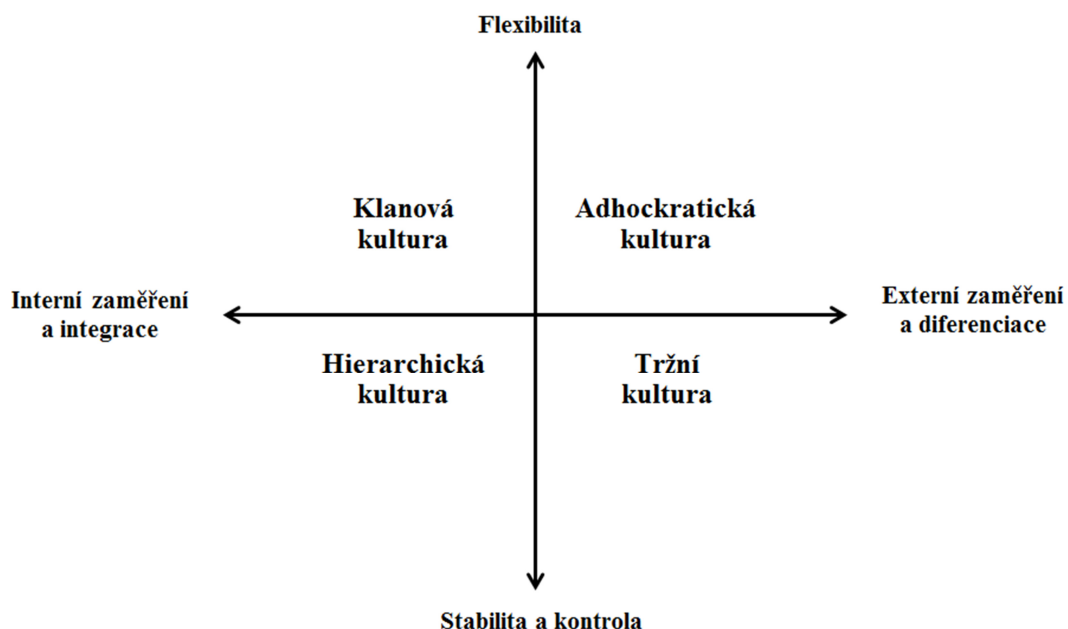 Flexibilita
Klanová
kultura
Adhockratická
kultura
Interní zaměření
a integrace
Externí zaměření
a diferenciace
Hierarchická
kultura
Tržní
kultura
Stabilita a kontrola